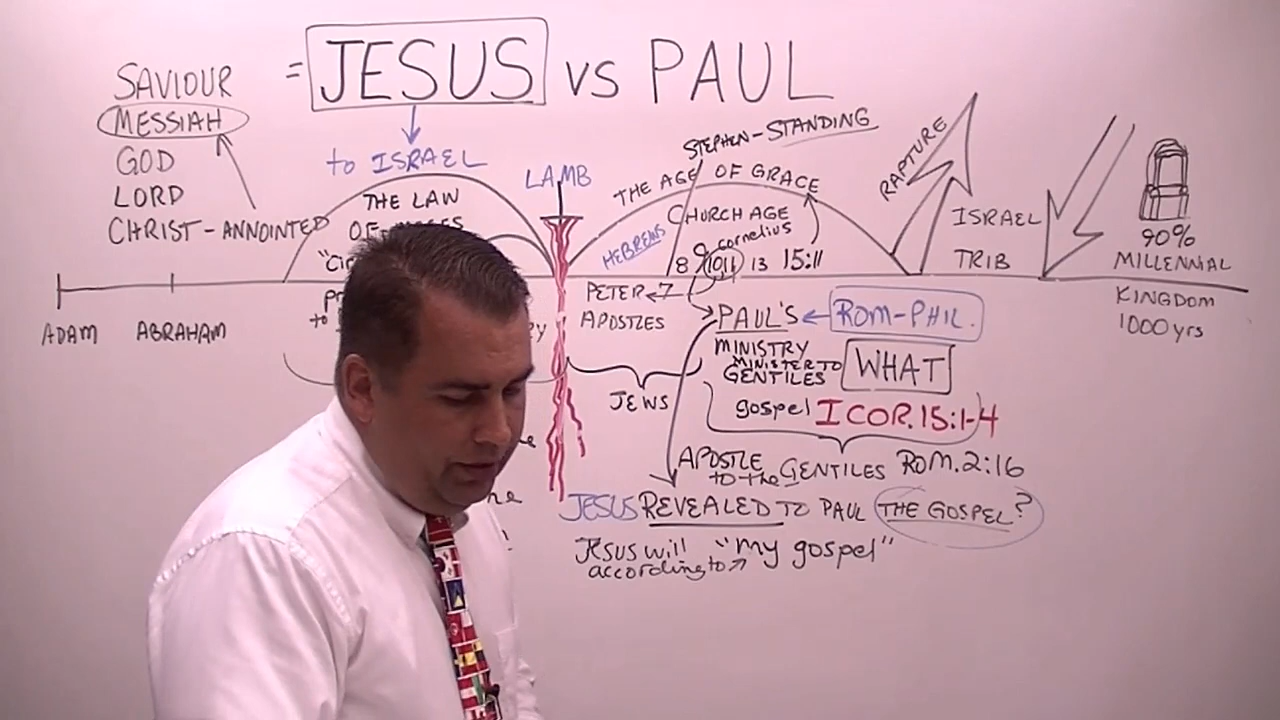 = JESUS vs PAUL
SAVIOUR
MESSIAH
GOD
LORD
CHRIST - ANNOINTED
to ISRAEL
THE LAW
LAMB
STEPHEN - STANDING
THE AGE OF GRACE
CHURCH AGE
cornelius
HEBREWS
8 9 10 11 13 15:11
RAPTURE
ISRAEL
TRIB
90%
MILLENNIAL
KINGDOM
1000 yrs
ADAM
ABRAHAM
to
PETER 7
APOSTLES
JEWS
PAUL'S
ROM-PHIL.
MINISTRY
MINISTER TO
GENTILES
WHAT
gospel I COR. 15:1-4
APOSTLE
to the GENTILES ROM. 2:16
JESUS REVEALED TO PAUL THE GOSPEL?
JESUS will "my gospel"
according to